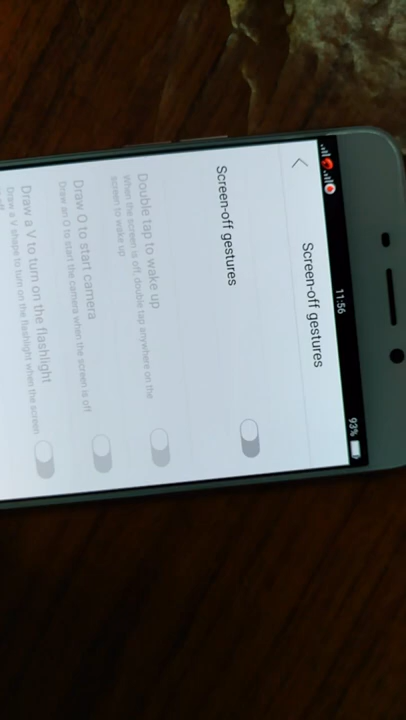 11:56
93%
Screen-off gestures
Screen-off gestures
Double tap to wake up
When the screen is off, double tap anywhere on the
screen to wake up
Draw O to start camera
Draw an O to start the camera when the screen is off
Draw a V to turn on the flashlight
Draw a V shape to turn on the flashlight when the screen